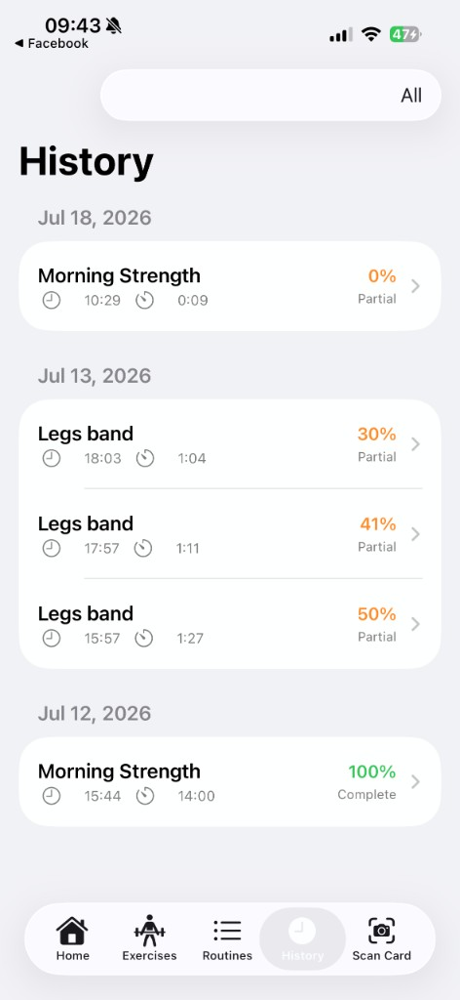 09:43
47
◀ Facebook
All
History
Jul 18, 2026
Morning Strength
0%
10:29 0:09
Partial
Jul 13, 2026
Legs band
30%
18:03 1:04
Partial
Legs band
41%
17:57 1:11
Partial
Legs band
50%
15:57 1:27
Partial
Jul 12, 2026
Morning Strength
100%
15:44 14:00
Complete
Home Exercises Routines History Scan Card